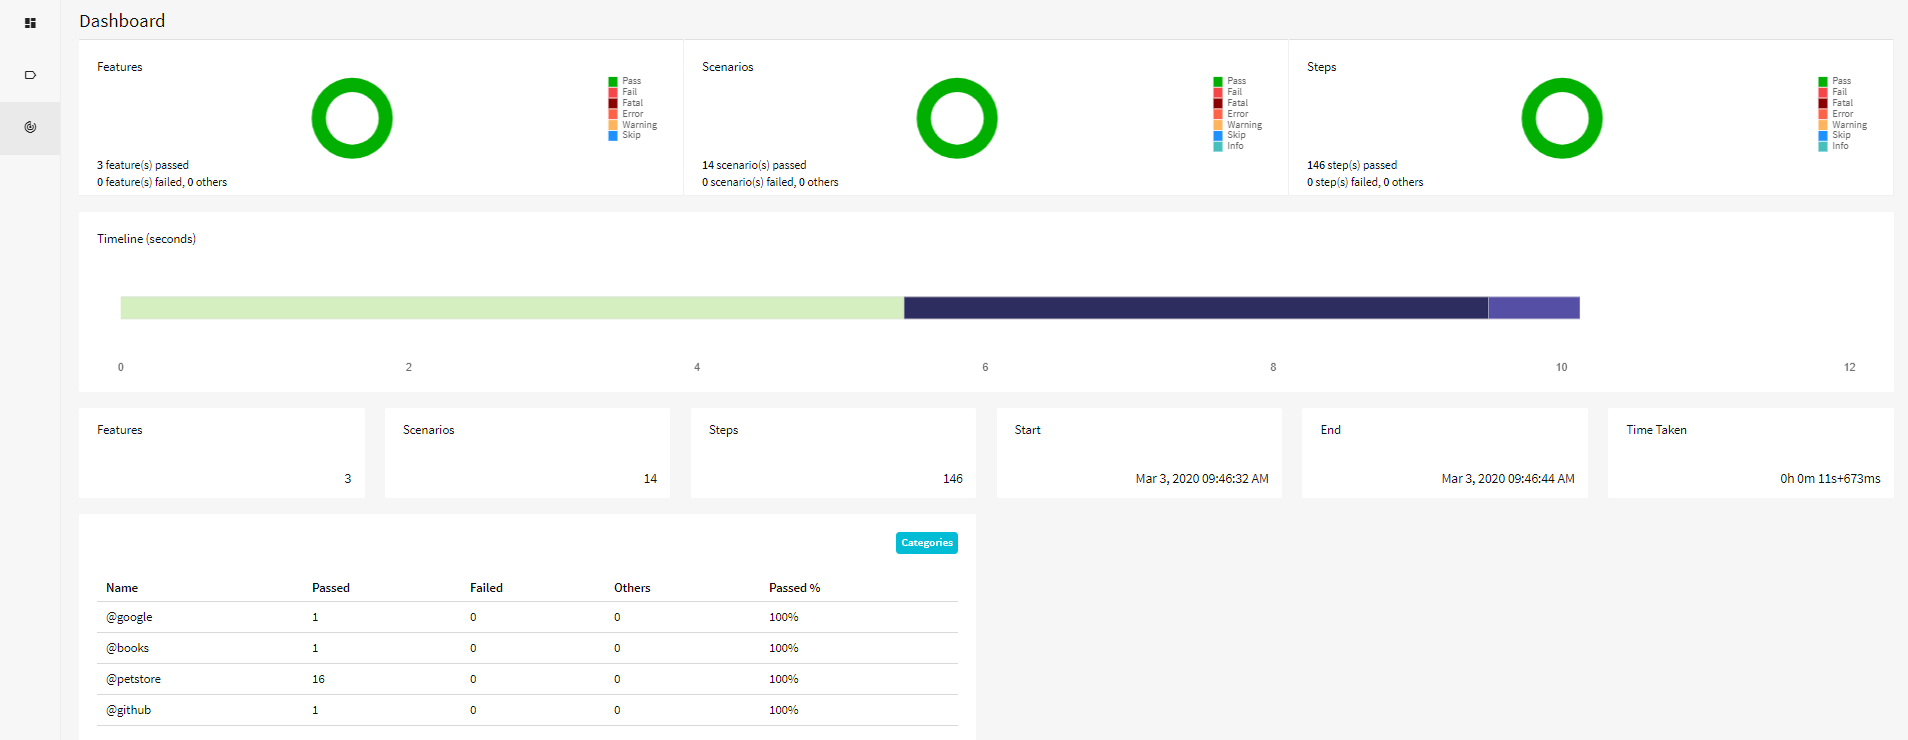 Dashboard
Features
Pass
Fail
Fatal
Error
Warning
Skip
3 feature(s) passed
0 feature(s) failed, 0 others
Scenarios
Pass
Fail
Fatal
Error
Warning
Skip
Info
14 scenario(s) passed
0 scenario(s) failed, 0 others
Steps
Pass
Fail
Fatal
Error
Warning
Skip
Info
146 step(s) passed
0 step(s) failed, 0 others
Timeline (seconds)
0 2 4 6 8 10 12
Features
3
Scenarios
14
Steps
146
Start
Mar 3, 2020 09:46:32 AM
End
Mar 3, 2020 09:46:44 AM
Time Taken
0h 0m 11s+673ms
Categories
Name Passed Failed Others Passed %
@google 1 0 0 100%
@books 1 0 0 100%
@petstore 16 0 0 100%
@github 1 0 0 100%